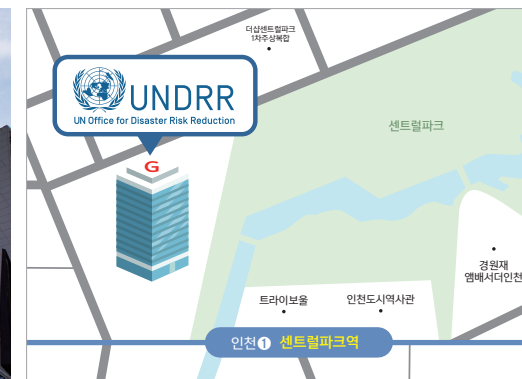 더샵센트럴파크
1차주상복합
UNDRR
UN Office for Disaster Risk Reduction
센트럴파크
G
경원재
앰배서더인천
트라이보울
인천도시역사관
인천1 센트럴파크역